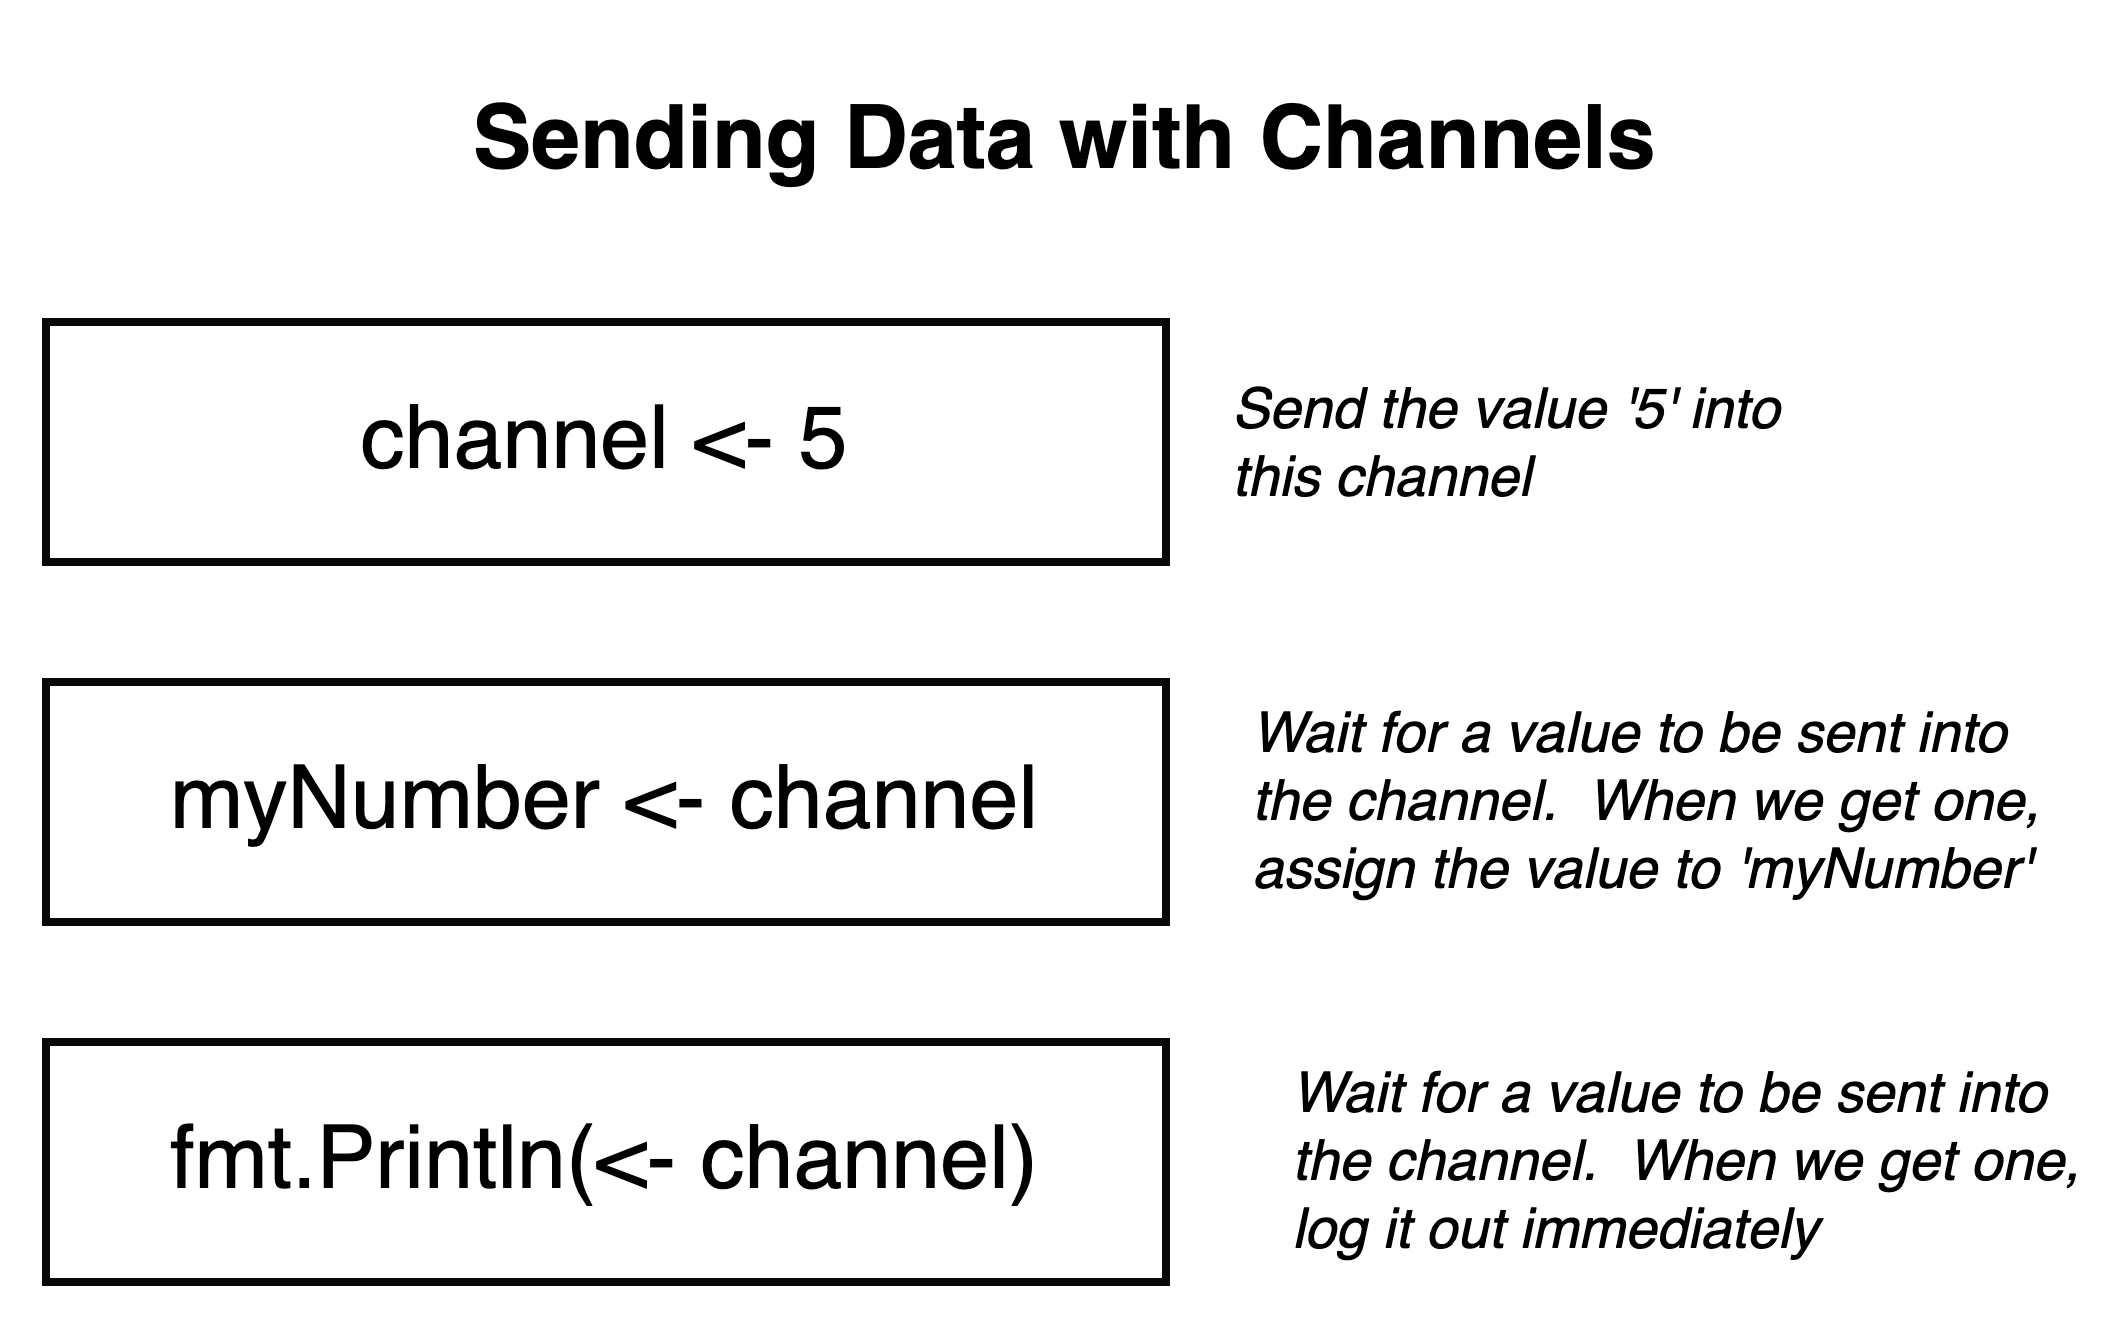 Sending Data with Channels
channel <- 5
Send the value '5' into
this channel
myNumber <- channel
Wait for a value to be sent into
the channel.  When we get one,
assign the value to 'myNumber'
fmt.Println(<- channel)
Wait for a value to be sent into
the channel.  When we get one,
log it out immediately